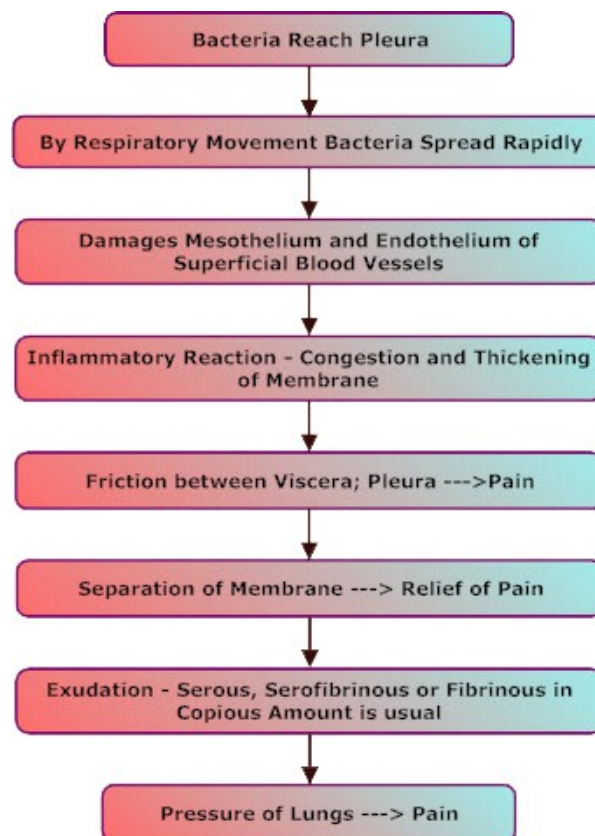 Bacteria Reach Pleura
By Respiratory Movement Bacteria Spread Rapidly
Damages Mesothelium and Endothelium of
Superficial Blood Vessels
Inflammatory Reaction - Congestion and Thickening
of Membrane
Friction between Viscera; Pleura --->Pain
Separation of Membrane ---> Relief of Pain
Exudation - Serous, Serofibrinous or Fibrinous in
Copious Amount is usual
Pressure of Lungs ---> Pain